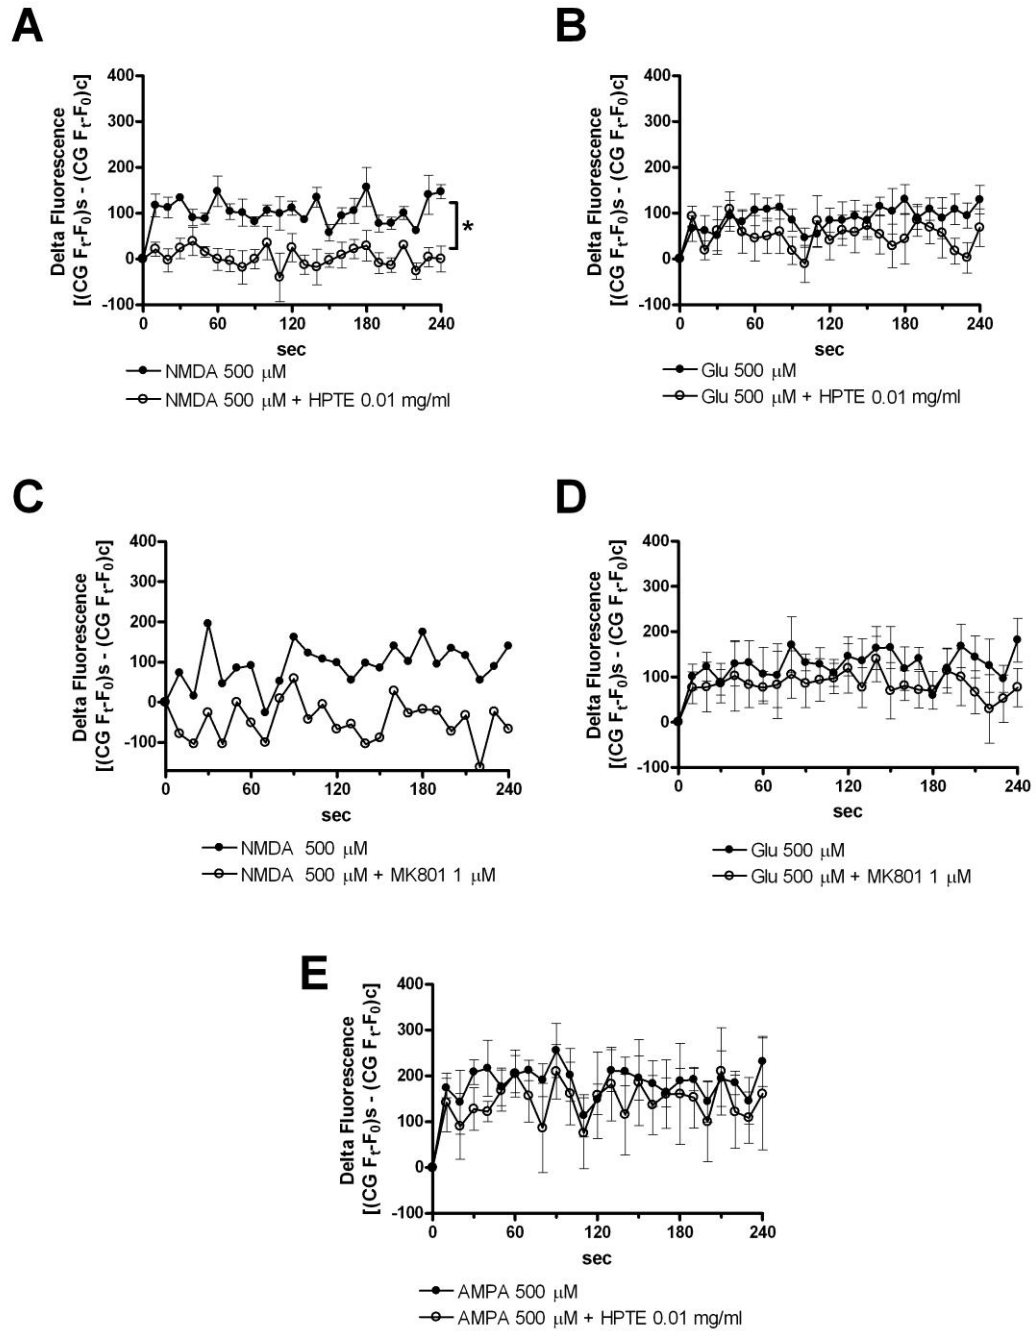 A
Delta Fluorescence
[(CG Ft-F0)s - (CG Ft-F0)c]
400
300
200
100
0
-100
*
0 60 120 180 240
sec
NMDA 500 μM
NMDA 500 μM + HPTE 0.01 mg/ml
B
Delta Fluorescence
[(CG Ft-F0)s - (CG Ft-F0)c]
400
300
200
100
0
-100
0 60 120 180 240
sec
Glu 500 μM
Glu 500 μM + HPTE 0.01 mg/ml
C
Delta Fluorescence
[(CG Ft-F0)s - (CG Ft-F0)c]
400
300
200
100
0
-100
0 60 120 180 240
sec
NMDA 500 μM
NMDA 500 μM + MK801 1 μM
D
Delta Fluorescence
[(CG Ft-F0)s - (CG Ft-F0)c]
400
300
200
100
0
-100
0 60 120 180 240
sec
Glu 500 μM
Glu 500 μM + MK801 1 μM
E
Delta Fluorescence
[(CG Ft-F0)s - (CG Ft-F0)c]
400
300
200
100
0
-100
0 60 120 180 240
sec
AMPA 500 μM
AMPA 500 μM + HPTE 0.01 mg/ml